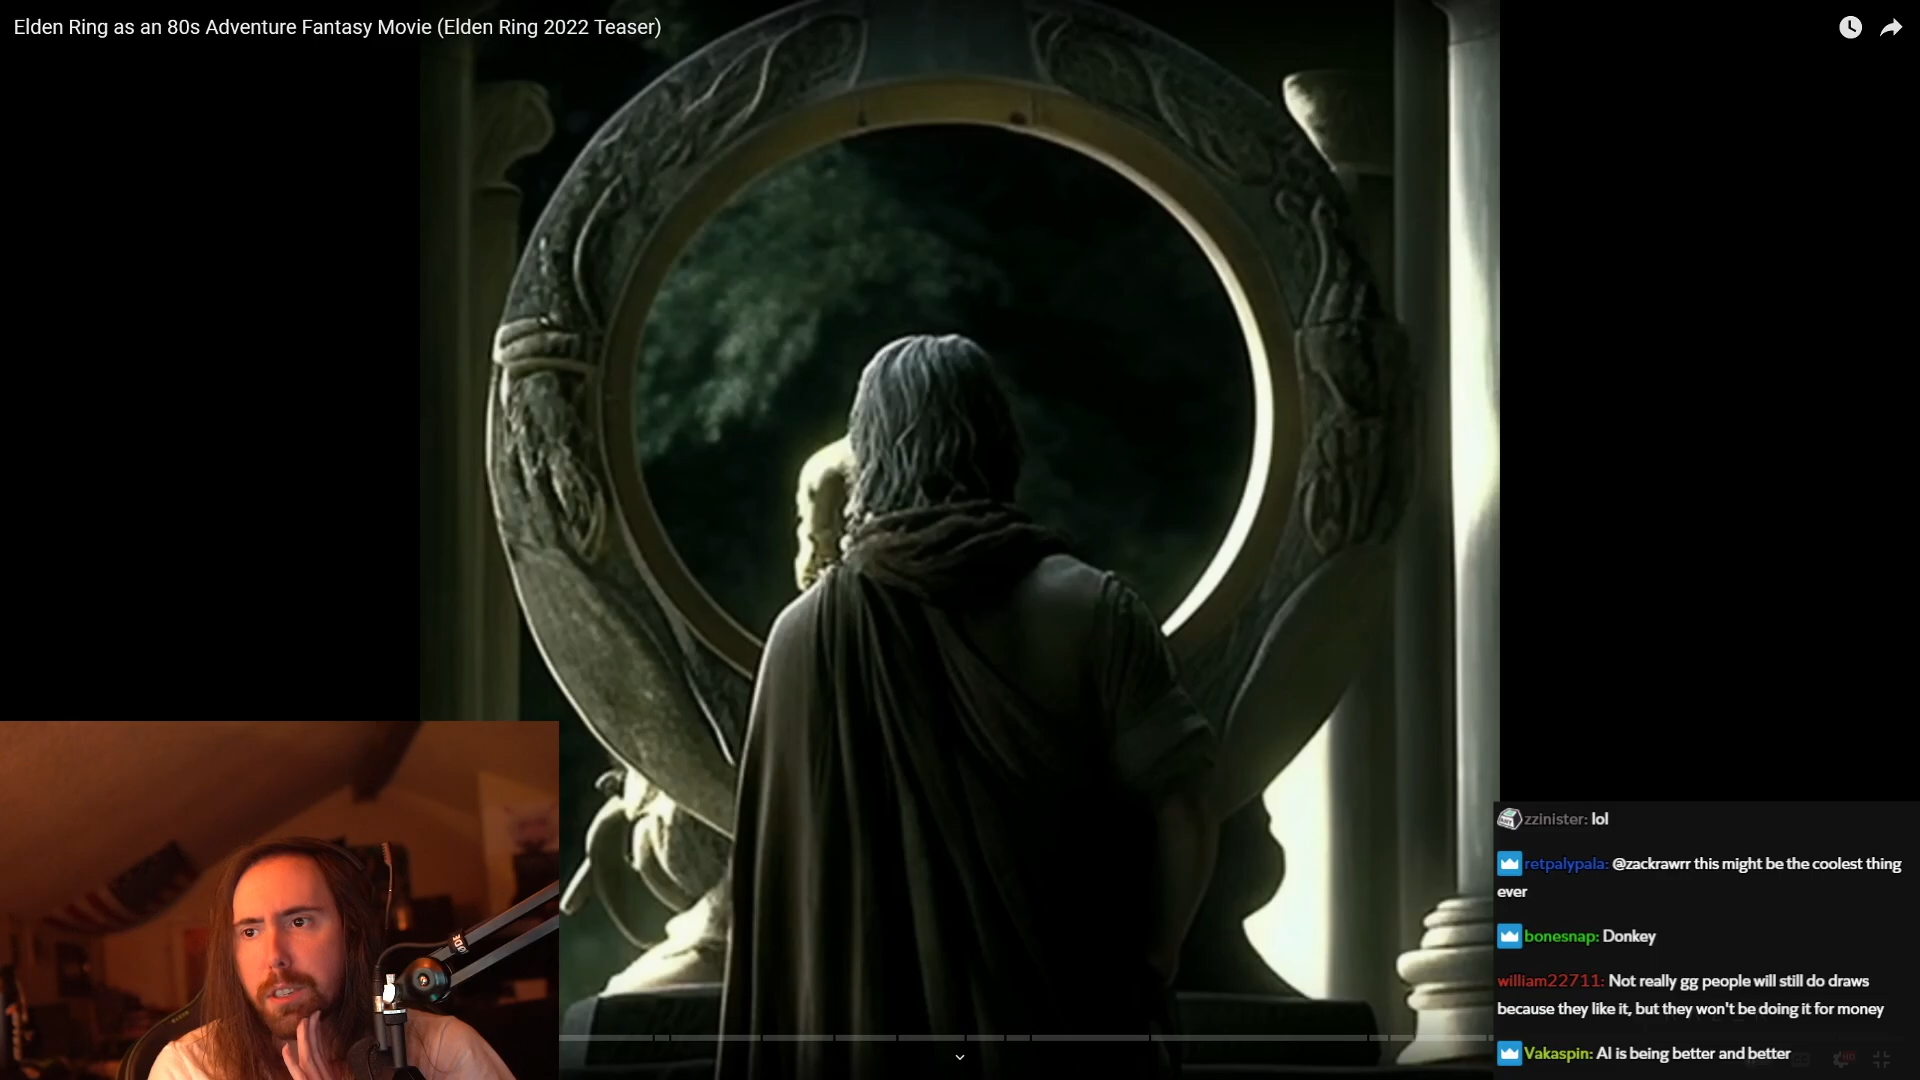 Elden Ring as an 80s Adventure Fantasy Movie (Elden Ring 2022 Teaser)
zzinister: lol
retpalypala: @zackrawrr this might be the coolest thing
ever
bonesnap: Donkey
william22711: Not really gg people will still do draws
because they like it, but they won't be doing it for money
Vakaspin: AI is being better and better
RØDE